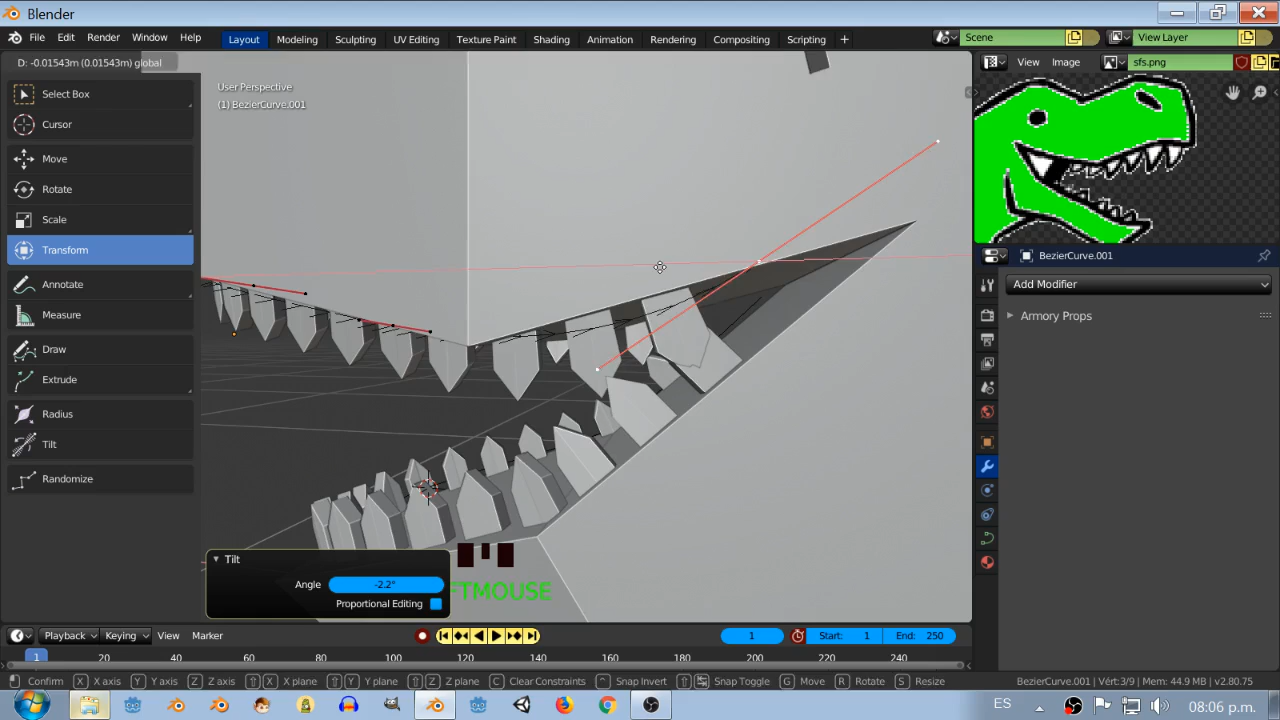 Blender
File Edit Render Window Help Layout Modeling Sculpting UV Editing Texture Paint Shading Animation Rendering Compositing Scripting + Scene View Layer
D: -0.01543m (0.01543m) global
View Image sfs.png
User Perspective
(1) BezierCurve.001
Select Box
Cursor
Move
Rotate
Scale
Transform
Annotate
Measure
Draw
Extrude
Radius
Tilt
Randomize
BezierCurve.001
Add Modifier
Armory Props
Tilt
Angle -2.2°
Proportional Editing
FTMOUSE
Playback Keying View Marker 1 Start: 1 End: 250
1 20 40 60 80 100 120 140 160 180 200 220 240
Confirm X X axis Y Y axis Z Z axis X X plane Y Y plane Z Z plane C Clear Constraints Snap Invert Snap Toggle G Move R Rotate S Resize BezierCurve.001 | Vert:3/9 | Mem: 44.9 MB | v2.80.75
ES 08:06 p.m.